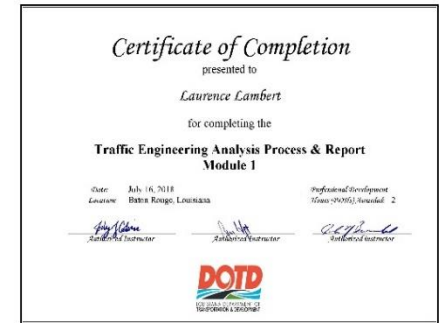 Certificate of Completion
presented to
Laurence Lambert
for completing the
Traffic Engineering Analysis Process & Report
Module 1
Date: July 16, 2018
Location: Baton Rouge, Louisiana
Professional Development
Hours (PDHs) Awarded 2
Authorized Instructor
Authorized Instructor
Authorized Instructor
DOTD
LOUISIANA DEPARTMENT OF
TRANSPORTATION & DEVELOPMENT